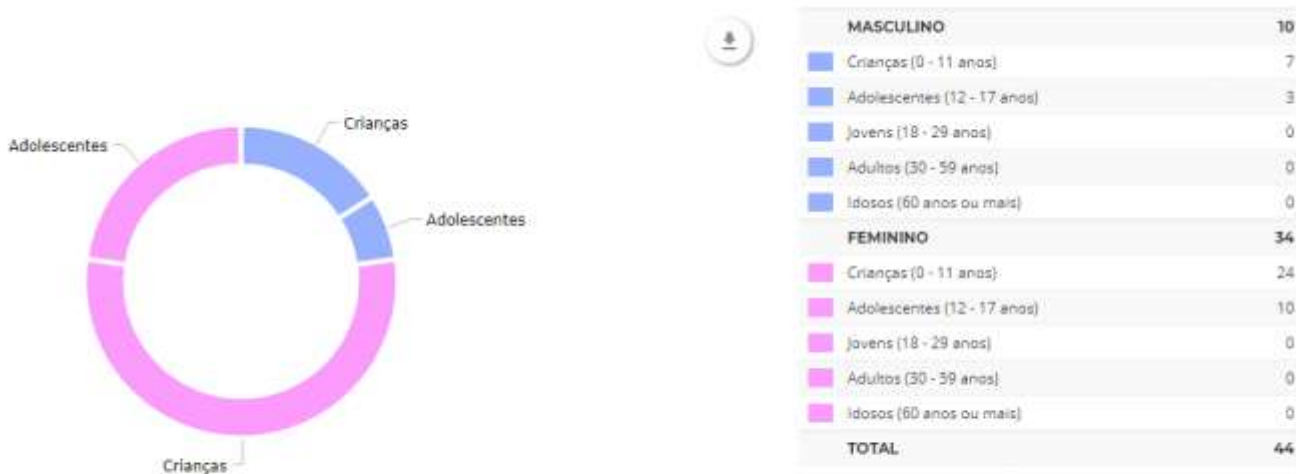 Crianças
Adolescentes
Adolescentes
Crianças
MASCULINO 10
Crianças (0 - 11 anos) 7
Adolescentes (12 - 17 anos) 3
Jovens (18 - 29 anos) 0
Adultos (30 - 59 anos) 0
Idosos (60 anos ou mais) 0
FEMININO 34
Crianças (0 - 11 anos) 24
Adolescentes (12 - 17 anos) 10
Jovens (18 - 29 anos) 0
Adultos (30 - 59 anos) 0
Idosos (60 anos ou mais) 0
TOTAL 44